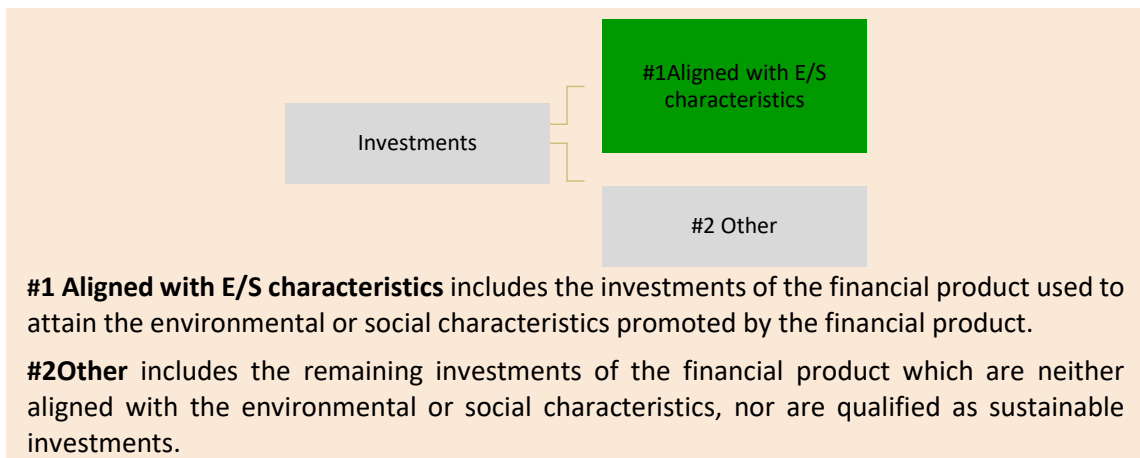 #1Aligned with E/S
characteristics
Investments
#2 Other
#1 Aligned with E/S characteristics includes the investments of the financial product used to
attain the environmental or social characteristics promoted by the financial product.
#2Other includes the remaining investments of the financial product which are neither
aligned with the environmental or social characteristics, nor are qualified as sustainable
investments.